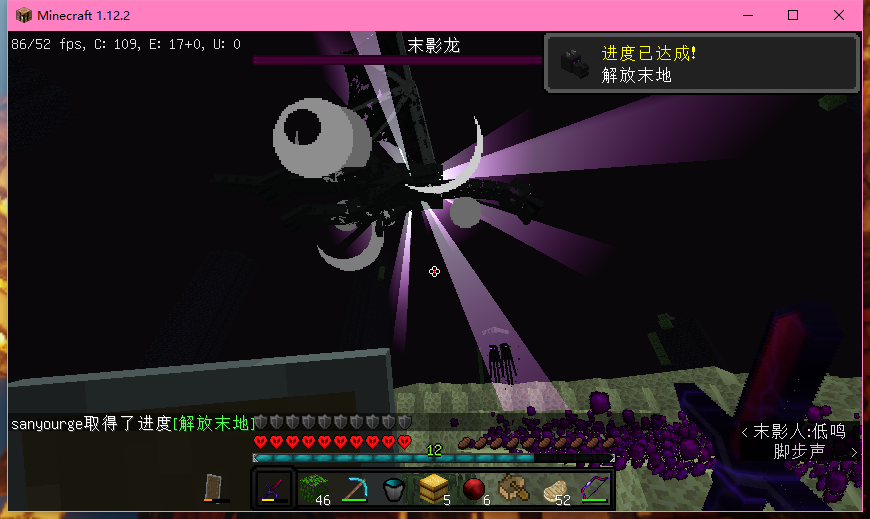 Minecraft 1.12.2
86/52 fps, C: 109, E: 17+0, U: 0
末影龙
进度已达成!
解放末地
sanyourge取得了进度[解放末地]
< 末影人:低鸣
脚步声 >
12
46
5
6
52